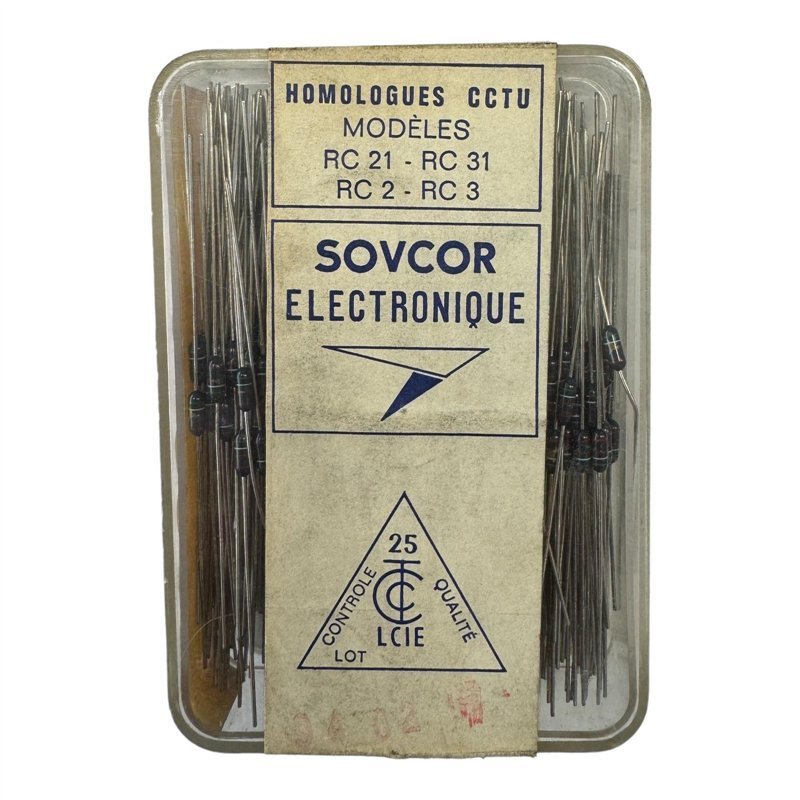 HOMOLOGUES CCTU
MODÈLES
RC 21 - RC 31
RC 2 - RC 3
SOVCOR
ELECTRONIQUE
25
CONTROLE
QUALITÉ
LCIE
LOT